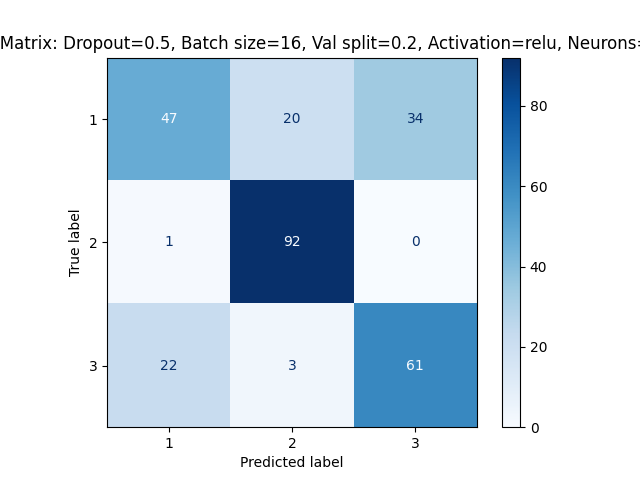 Matrix: Dropout=0.5, Batch size=16, Val split=0.2, Activation=relu, Neurons=
47 20 34
1 92 0
22 3 61
1
2
3
True label
1 2 3
Predicted label
80
60
40
20
0